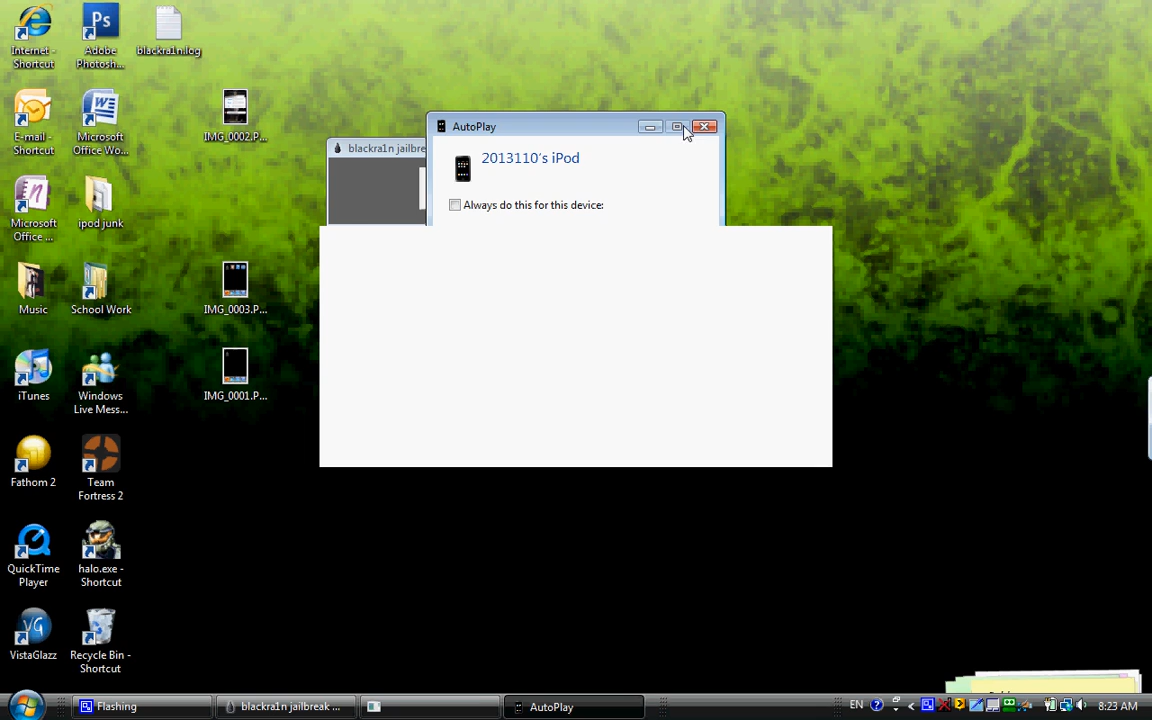 Internet -
Shortcut
Adobe
Photosh...
Ps
blackra1n.log
E-mail -
Shortcut
Microsoft
Office Wo...
IMG_0002.P...
AutoPlay
blackra1n jailbre
2013110's iPod
Always do this for this device:
Microsoft
Office ...
ipod junk
Music
School Work
IMG_0003.P...
iTunes
Windows
Live Mess...
IMG_0001.P...
Fathom 2
Team
Fortress 2
QuickTime
Player
halo.exe -
Shortcut
VG
VistaGlazz
Recycle Bin -
Shortcut
Flashing
blackra1n jailbreak ...
AutoPlay
EN
8:23 AM